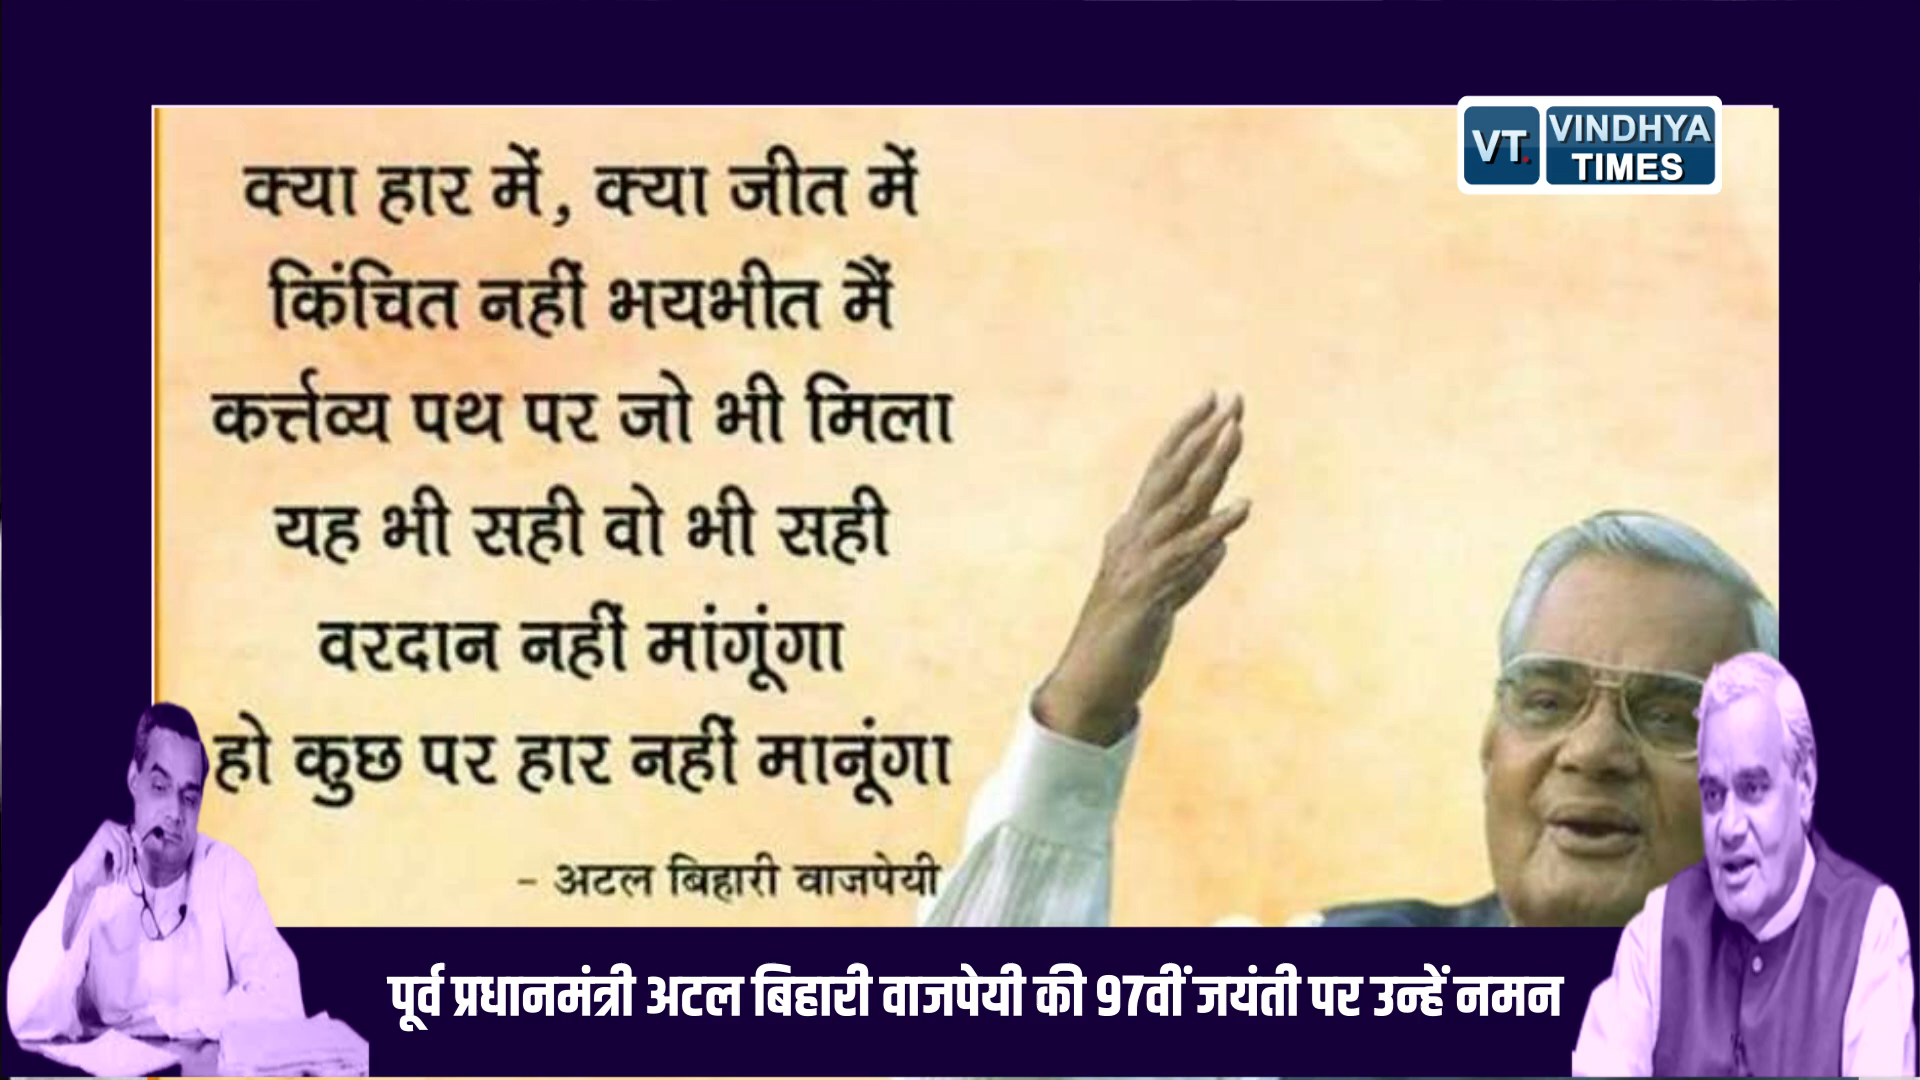 VT. VINDHYA
TIMES
क्या हार में, क्या जीत में
किंचित नहीं भयभीत मैं
कर्त्तव्य पथ पर जो भी मिला
यह भी सही वो भी सही
वरदान नहीं मांगूंगा
हो कुछ पर हार नहीं मानूंगा
- अटल बिहारी वाजपेयी
पूर्व प्रधानमंत्री अटल बिहारी वाजपेयी की 97वीं जयंती पर उन्हें नमन